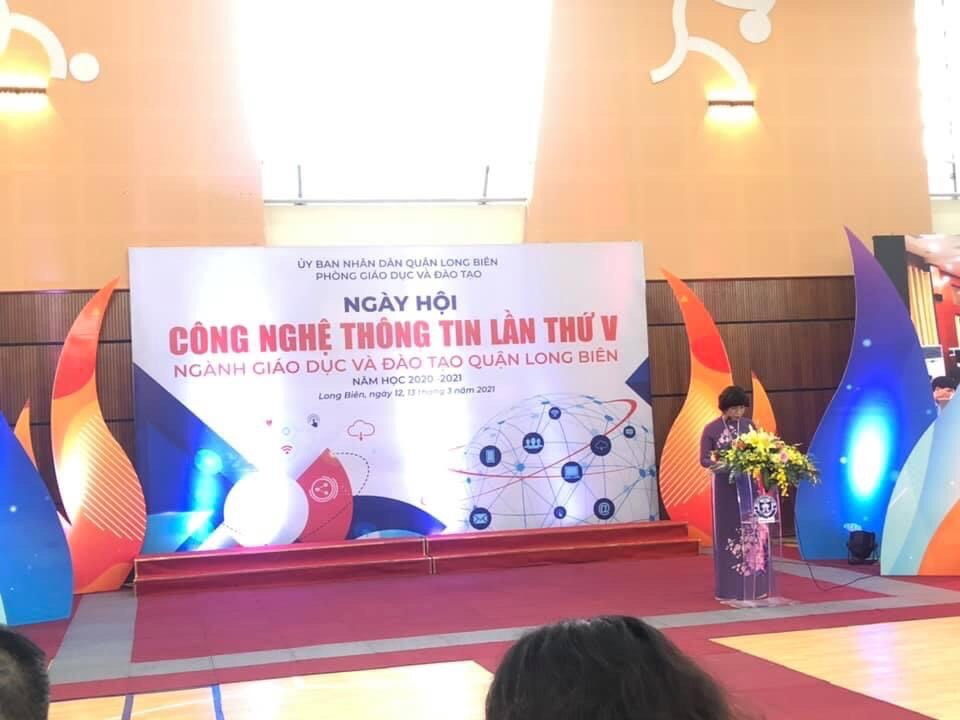 ỦY BAN NHÂN DÂN QUẬN LONG BIÊN
PHÒNG GIÁO DỤC VÀ ĐÀO TẠO
NGÀY HỘI
CÔNG NGHỆ THÔNG TIN LẦN THỨ V
NGÀNH GIÁO DỤC VÀ ĐÀO TẠO QUẬN LONG BIÊN
NĂM HỌC 2020 -2021
Long Biên, ngày 12, 13 tháng 3 năm 2021